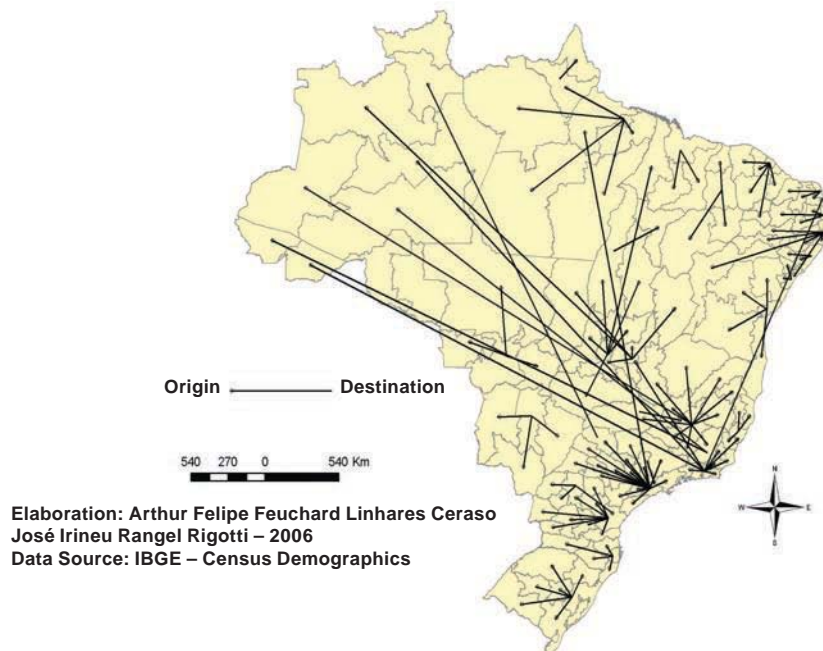 Origin Destination
540 270 0 540 Km
Elaboration: Arthur Felipe Feuchard Linhares Ceraso
José Irineu Rangel Rigotti – 2006
Data Source: IBGE – Census Demographics
N
W E
S